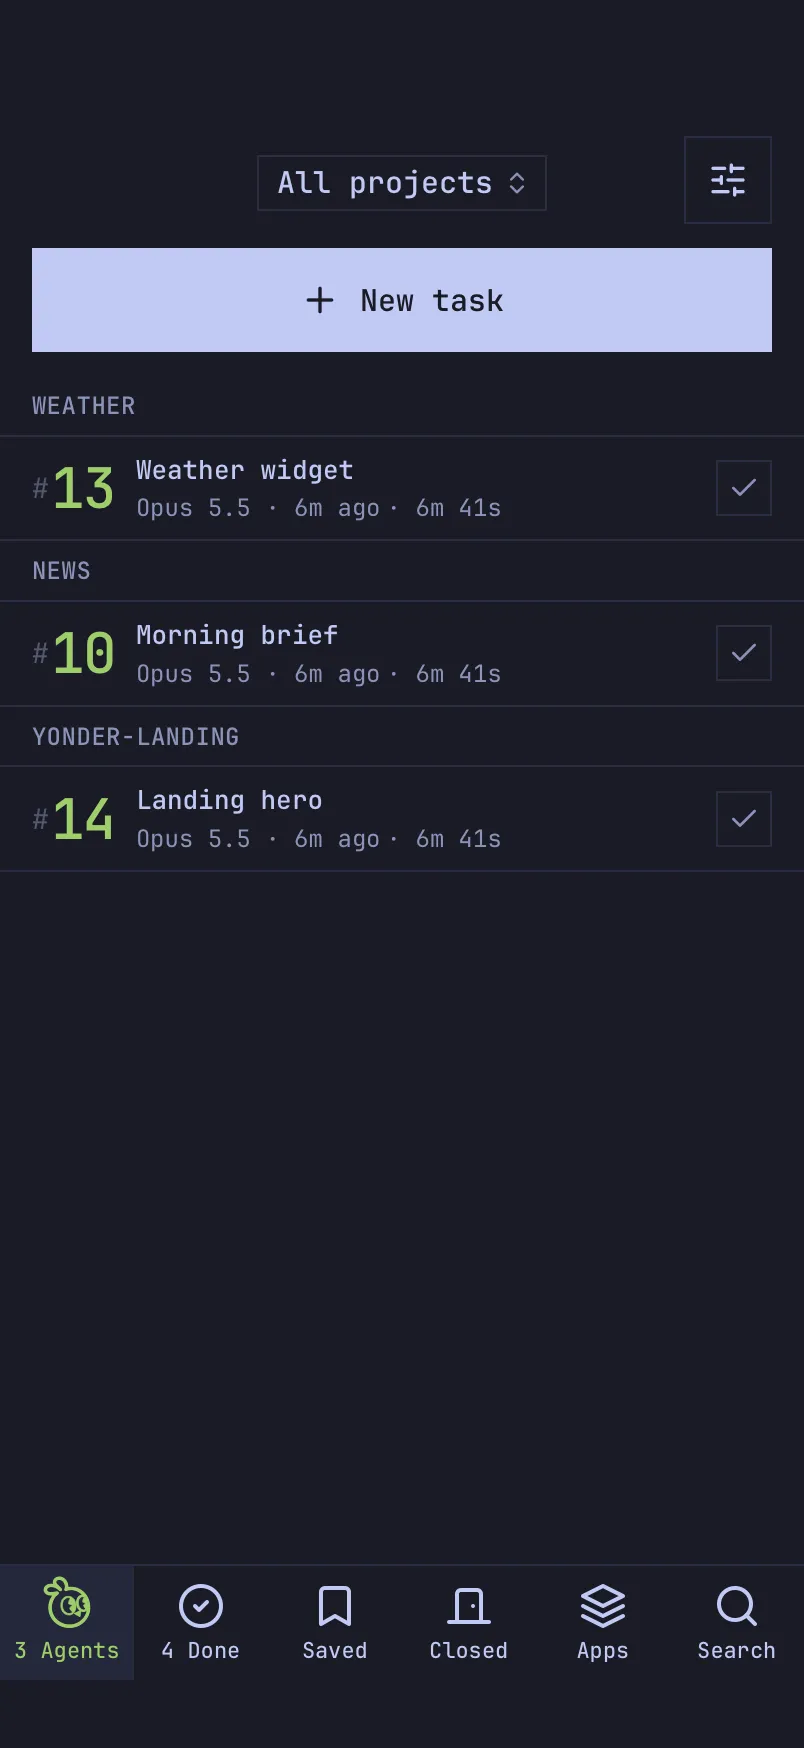 All projects
+ New task
WEATHER
#13 Weather widget
Opus 5.5 · 6m ago · 6m 41s
NEWS
#10 Morning brief
Opus 5.5 · 6m ago · 6m 41s
YONDER-LANDING
#14 Landing hero
Opus 5.5 · 6m ago · 6m 41s
3 Agents
4 Done
Saved
Closed
Apps
Search